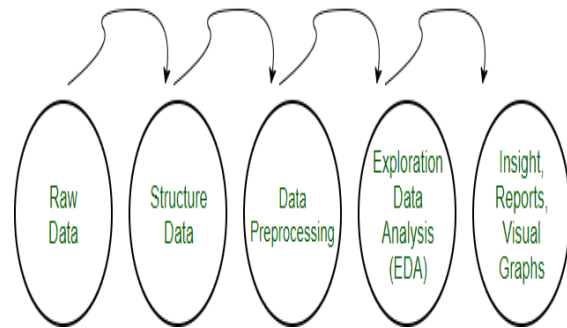 Raw
Data
Structure
Data
Data
Preprocessing
Exploration
Data
Analysis
(EDA)
Insight,
Reports,
Visual
Graphs